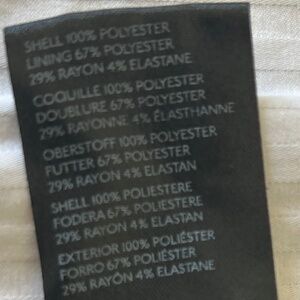 SHELL 100% POLYESTER
LINING 67% POLYESTER
29% RAYON 4% ELASTANE
COQUILLE 100% POLYESTER
DOUBLURE 67% POLYESTER
29% RAYONNE 4% ÉLASTHANNE
OBERSTOFF 100% POLYESTER
FUTTER 67% POLYESTER
29% RAYON 4% ELASTAN
SHELL 100% POLIESTERE
FODERA 67% POLIESTERE
29% RAYON 4% ELASTAN
EXTERIOR 100% POLIÉSTER
FORRO 67% POLIÉSTER
29% RAYÓN 4% ELASTANE